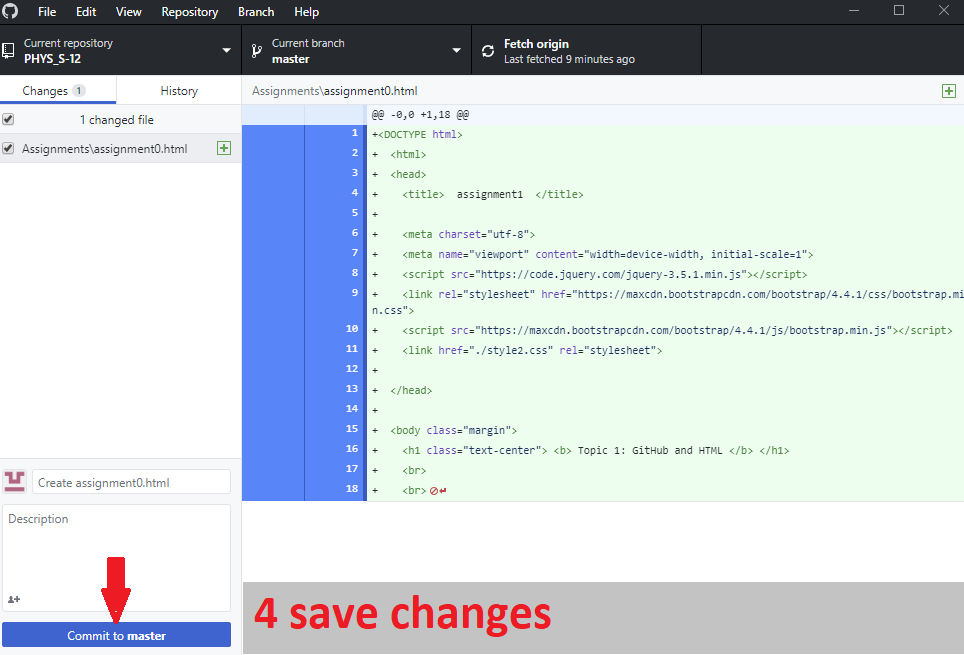 File Edit View Repository Branch Help
Current repository
PHYS_S-12
Current branch
master
Fetch origin
Last fetched 9 minutes ago
Changes 1 History
Assignments\assignment0.html
1 changed file
Assignments\assignment0.html
@@ -0,0 +1,18 @@
1 +<DOCTYPE html>
2 + <html>
3 + <head>
4 + <title> assignment1 </title>
5 +
6 + <meta charset="utf-8">
7 + <meta name="viewport" content="width=device-width, initial-scale=1">
8 + <script src="https://code.jquery.com/jquery-3.5.1.min.js"></script>
9 + <link rel="stylesheet" href="https://maxcdn.bootstrapcdn.com/bootstrap/4.4.1/css/bootstrap.mi
n.css">
10 + <script src="https://maxcdn.bootstrapcdn.com/bootstrap/4.4.1/js/bootstrap.min.js"></script>
11 + <link href="./style2.css" rel="stylesheet">
12 +
13 + </head>
14 +
15 + <body class="margin">
16 + <h1 class="text-center"> <b> Topic 1: GitHub and HTML </b> </h1>
17 + <br>
18 + <br>
Create assignment0.html
Description
Commit to master
4 save changes